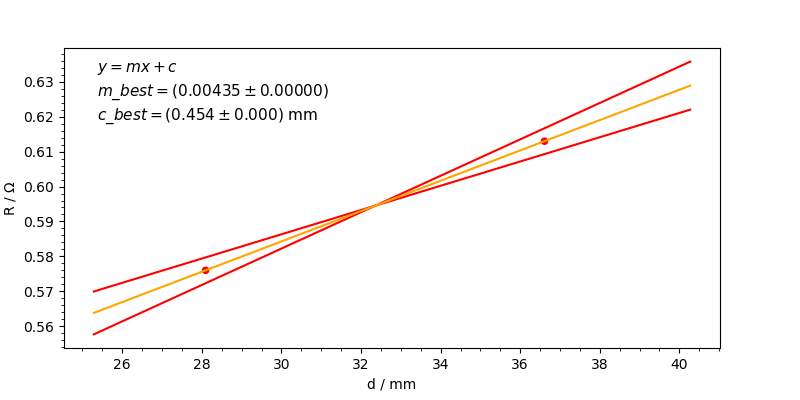 y = mx + c
m_best = (0.00435 ± 0.00000)
c_best = (0.454 ± 0.000) mm
0.63
0.62
0.61
0.60
0.59
0.58
0.57
0.56
R / Ω
26 28 30 32 34 36 38 40
d / mm